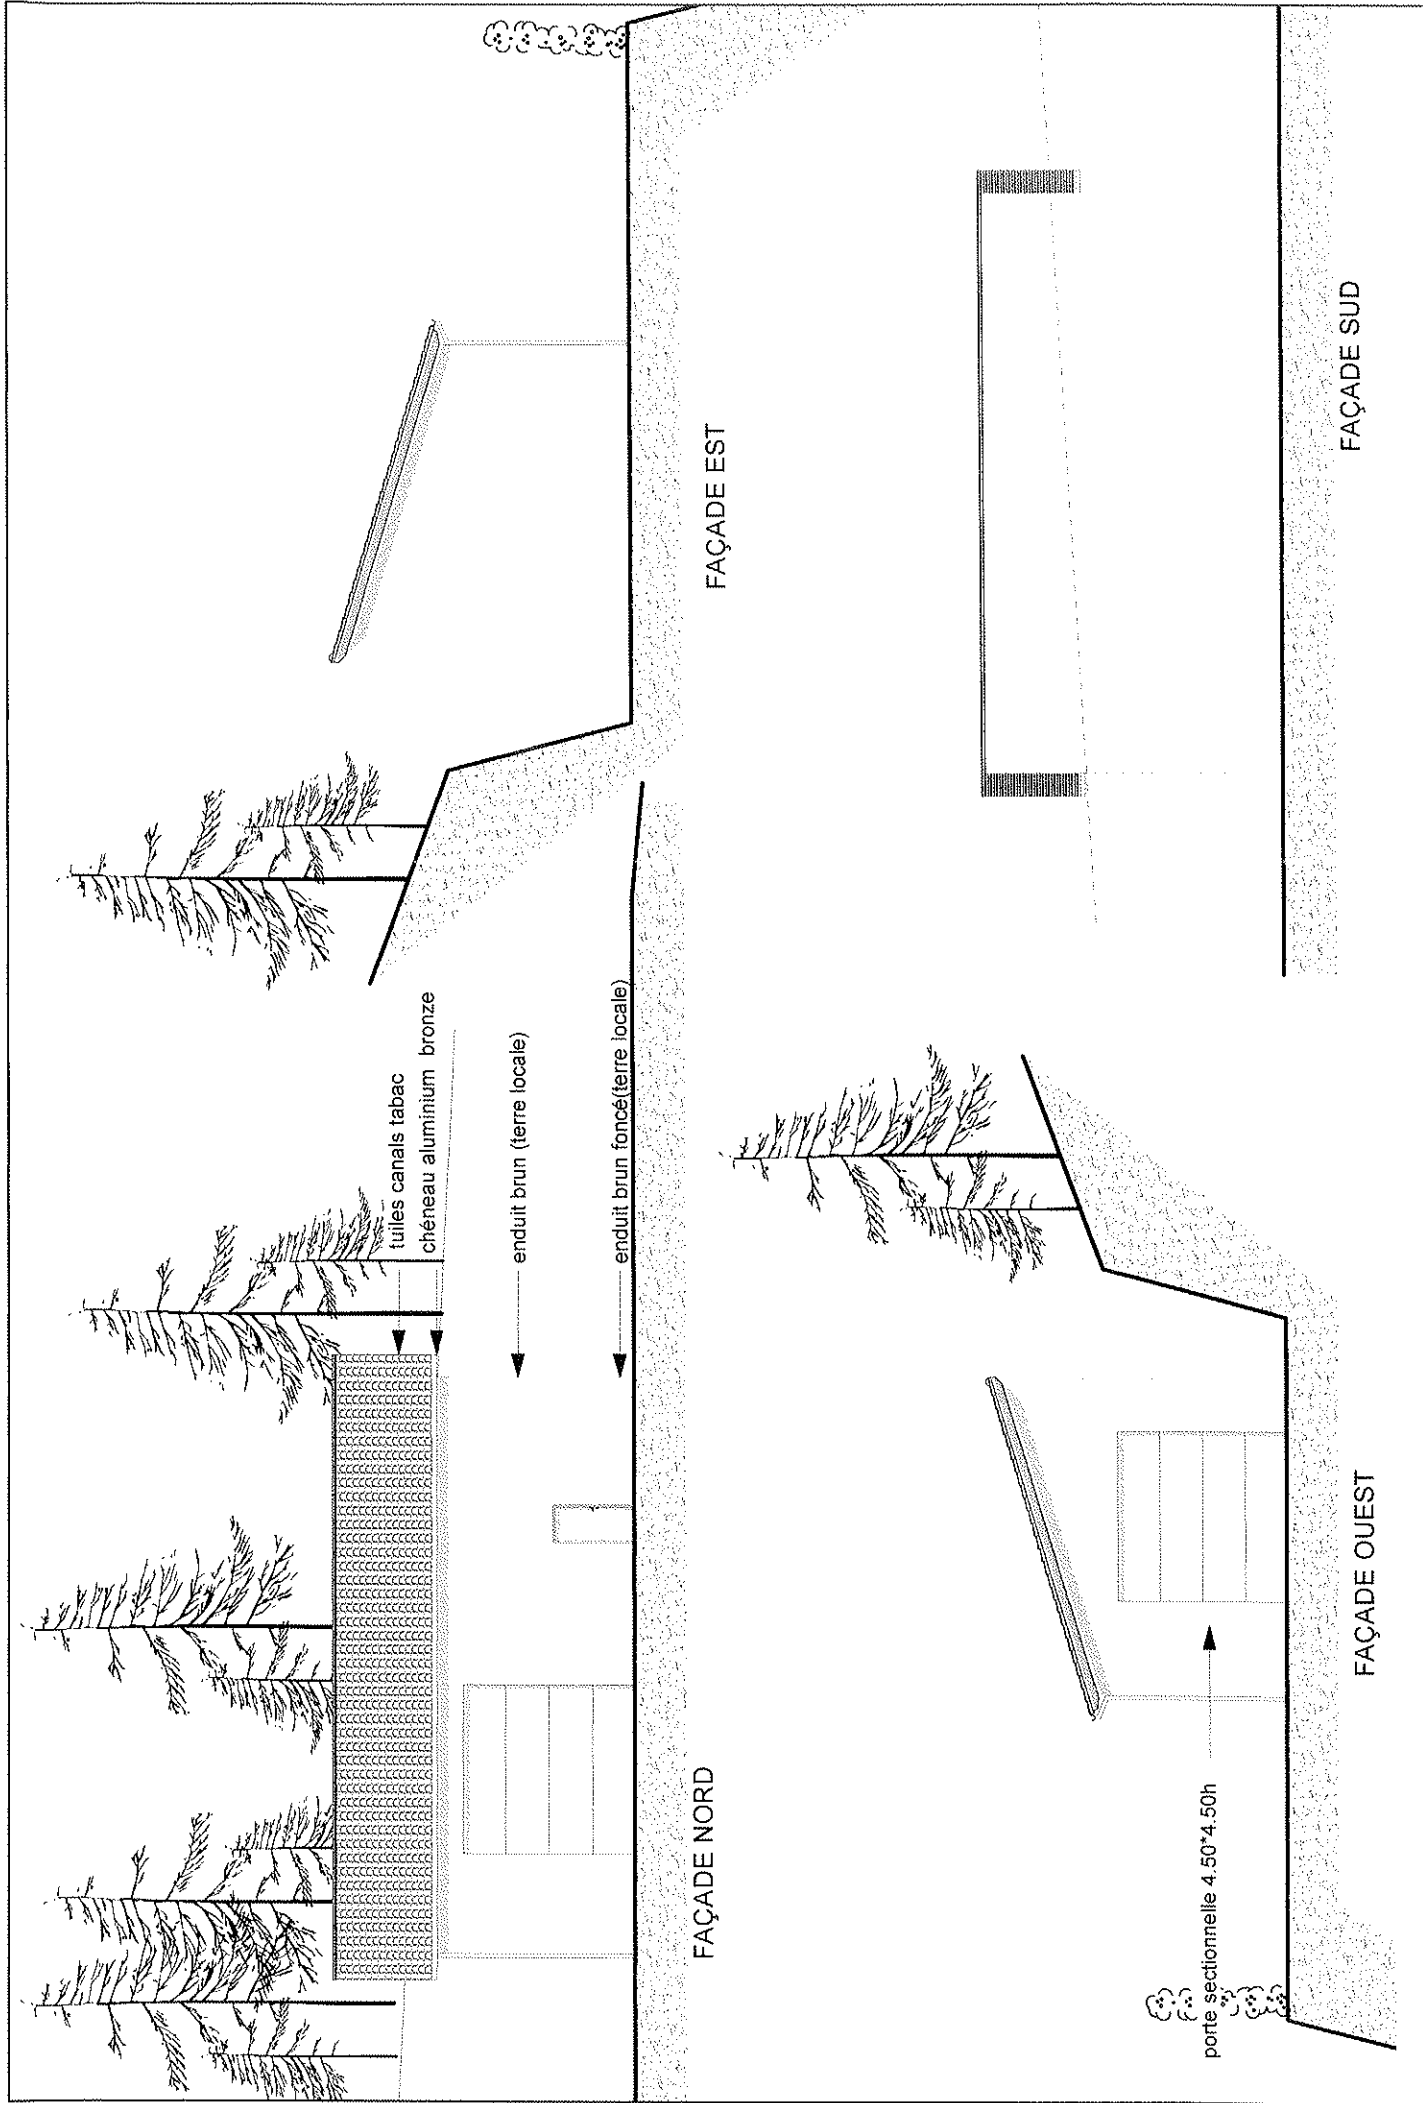 tuiles canals tabac
chéneau aluminium bronze
enduit brun (terre locale)
enduit brun foncé(terre locale)
FAÇADE NORD
FAÇADE EST
porte sectionnelle 4.50*4.50h
FAÇADE OUEST
FAÇADE SUD